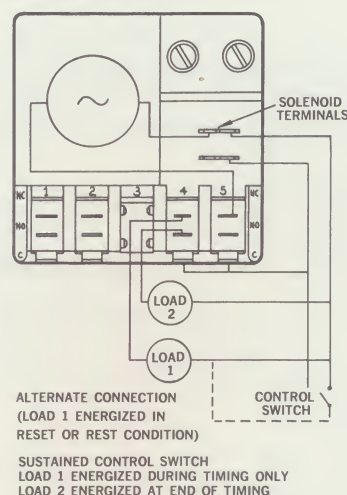 SOLENOID
TERMINALS
1 2 3 4 5
NC NC
NO NO
C C
LOAD
2
LOAD
1
ALTERNATE CONNECTION
(LOAD 1 ENERGIZED IN
RESET OR REST CONDITION)
CONTROL
SWITCH
SUSTAINED CONTROL SWITCH
LOAD 1 ENERGIZED DURING TIMING ONLY
LOAD 2 ENERGIZED AT END OF TIMING